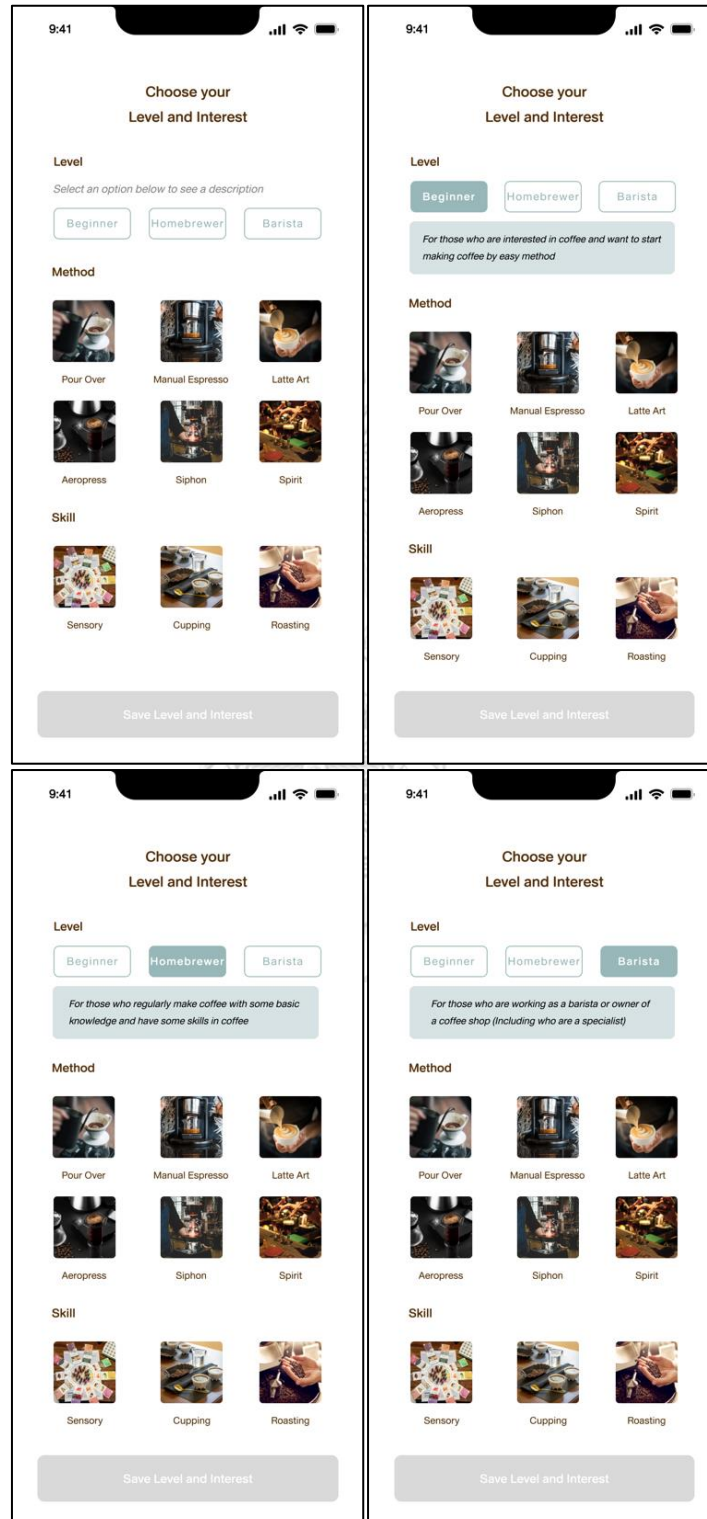 9:41
Choose your
Level and Interest
Level
Select an option below to see a description
Beginner Homebrewer Barista
Method
Pour Over Manual Espresso Latte Art
Aeropress Siphon Spirit
Skill
Sensory Cupping Roasting
Save Level and Interest
9:41
Choose your
Level and Interest
Level
Beginner Homebrewer Barista
For those who are interested in coffee and want to start
making coffee by easy method
Method
Pour Over Manual Espresso Latte Art
Aeropress Siphon Spirit
Skill
Sensory Cupping Roasting
Save Level and Interest
9:41
Choose your
Level and Interest
Level
Beginner Homebrewer Barista
For those who regularly make coffee with some basic
knowledge and have some skills in coffee
Method
Pour Over Manual Espresso Latte Art
Aeropress Siphon Spirit
Skill
Sensory Cupping Roasting
Save Level and Interest
9:41
Choose your
Level and Interest
Level
Beginner Homebrewer Barista
For those who are working as a barista or owner of
a coffee shop (Including who are a specialist)
Method
Pour Over Manual Espresso Latte Art
Aeropress Siphon Spirit
Skill
Sensory Cupping Roasting
Save Level and Interest